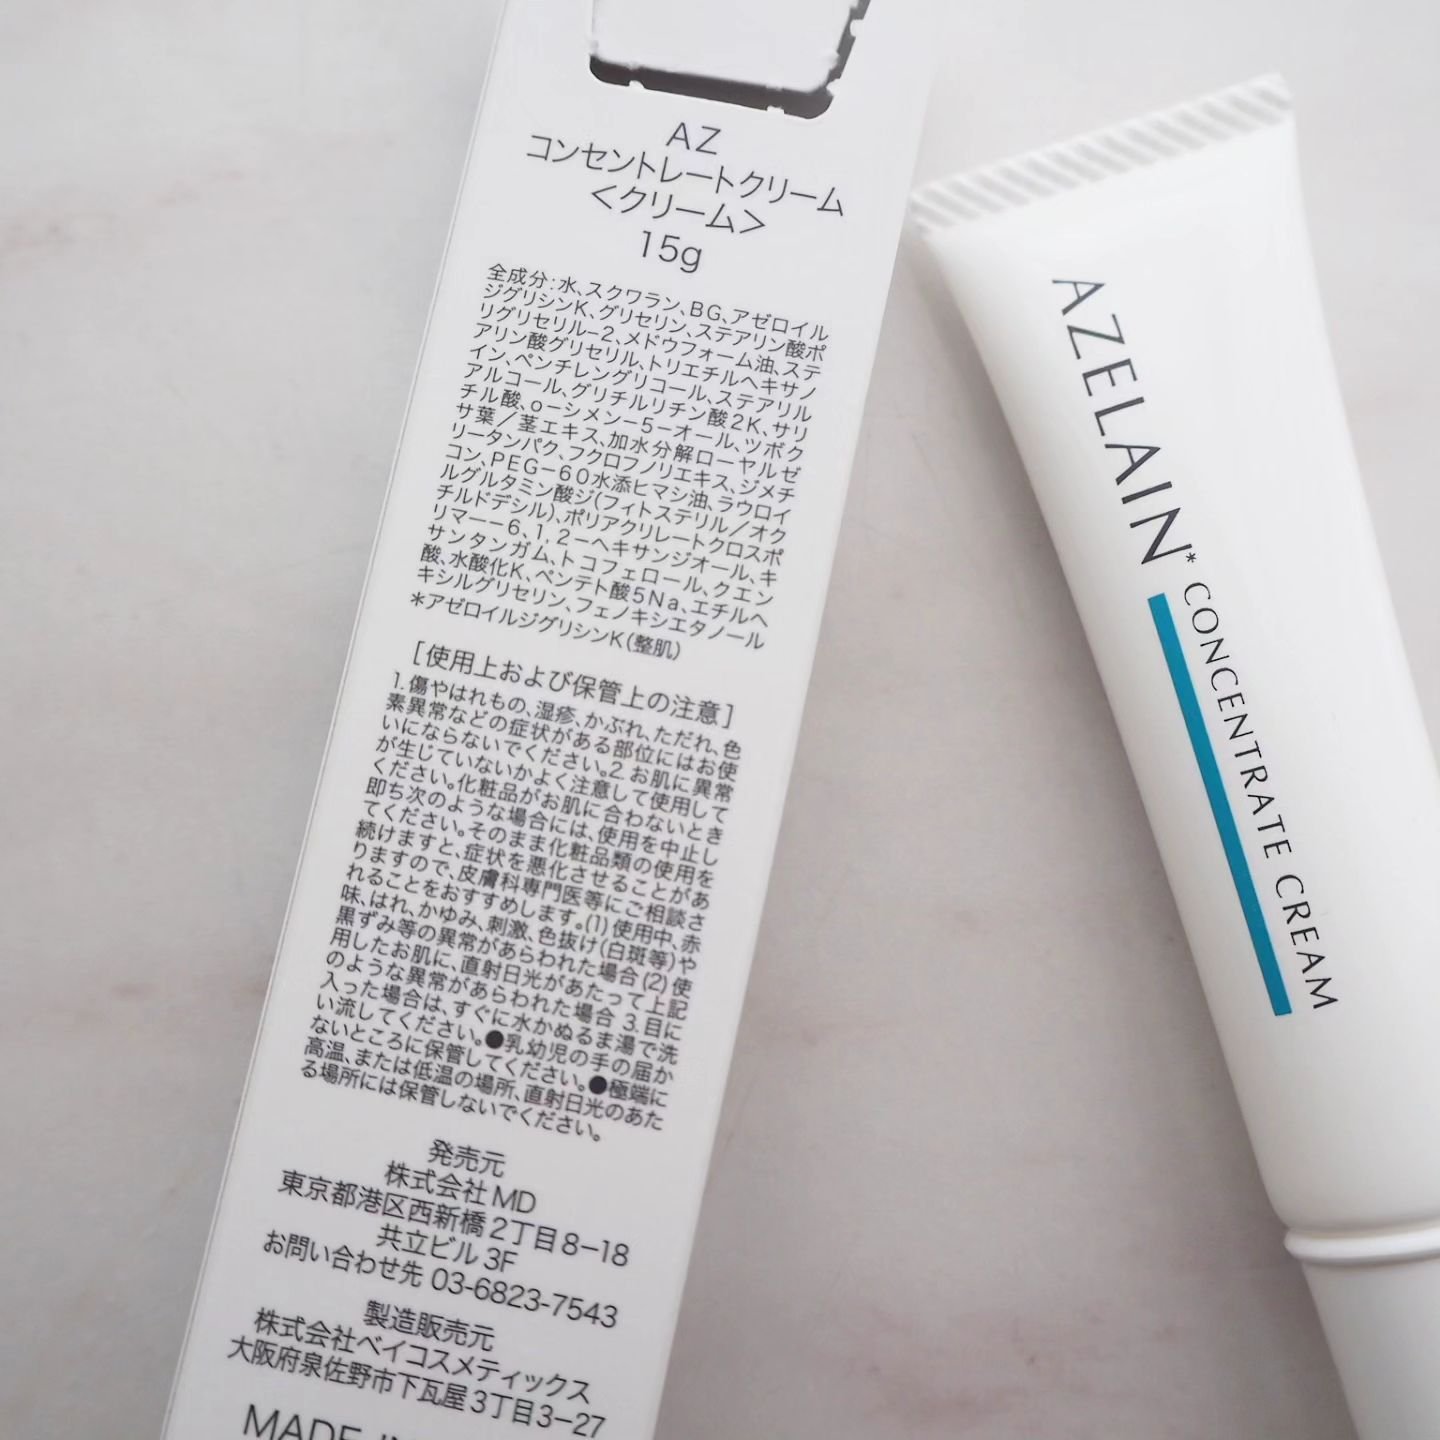 AZ
コンセントレートクリーム
<クリーム>
15g
全成分:水、スクワラン、BG、アゼロイル
ジグリシンK、グリセリン、ステアリン酸ポ
リグリセリル-2、メドウフォーム油、ステ
アリン酸グリセリル、トリエチルヘキサノ
イン、ペンチレングリコール、ステアリル
アルコール、グリチルリチン酸2K、サリ
チル酸、o-シメン-5-オール、ツボク
サ葉/茎エキス、加水分解ローヤルゼ
リータンパク、フクロフノリエキス、ジメチ
コン、PEG-60水添ヒマシ油、ラウロイ
ルグルタミン酸ジ(フィトステリル/オク
チルドデシル)、ポリアクリレートクロスポ
リマー-6、1,2-ヘキサンジオール、キ
サンタンガム、トコフェロール、クエン
酸、水酸化K、ペンテト酸5Na、エチルヘ
キシルグリセリン、フェノキシエタノール
*アゼロイルジグリシンK(整肌)
[使用上および保管上の注意]
1.傷やはれもの、湿疹、かぶれ、ただれ、色
素異常などの症状がある部位にはお使
いにならないでください。2.お肌に異常
が生じていないかよく注意して使用して
ください。化粧品がお肌に合わないとき
即ち次のような場合には、使用を中止し
てください。そのまま化粧品類の使用を
続けますと、症状を悪化させることがあ
りますので、皮膚科専門医等にご相談さ
れることをおすすめします。(1)使用中、赤
味、はれ、かゆみ、刺激、色抜け(白斑等)や
黒ずみ等の異常があらわれた場合(2)使
用したお肌に、直射日光があたって上記
のような異常があらわれた場合 3.目に
入った場合は、すぐに水かぬるま湯で洗
い流してください。●乳幼児の手の届か
ないところに保管してください。●極端に
高温、または低温の場所、直射日光のあた
る場所には保管しないでください。
発売元
株式会社MD
東京都港区西新橋2丁目8-18
共立ビル3F
お問い合わせ先 03-6823-7543
製造販売元
株式会社ベイコスメティックス
大阪府泉佐野市下瓦屋3丁目3-27
MADE
AZELAIN*
CONCENTRATE CREAM